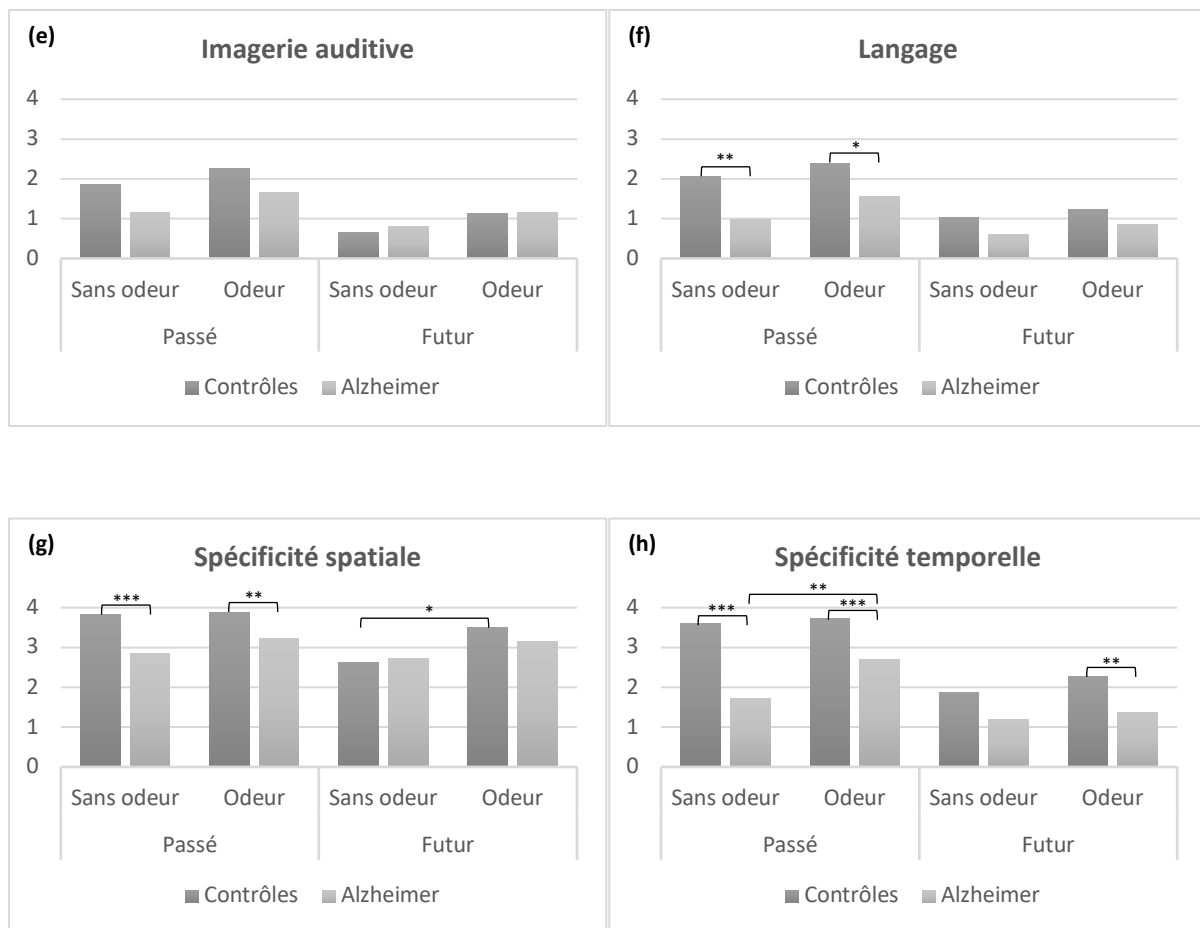 (e)
Imagerie auditive
4
3
2
1
0
Sans odeur Odeur Sans odeur Odeur
Passé Futur
Contrôles Alzheimer
(f)
Langage
4
3
2
1
0
** *
Sans odeur Odeur Sans odeur Odeur
Passé Futur
Contrôles Alzheimer
(g)
Spécificité spatiale
4
3
2
1
0
*** ** *
Sans odeur Odeur Sans odeur Odeur
Passé Futur
Contrôles Alzheimer
(h)
Spécificité temporelle
4
3
2
1
0
**
*** *** **
Sans odeur Odeur Sans odeur Odeur
Passé Futur
Contrôles Alzheimer